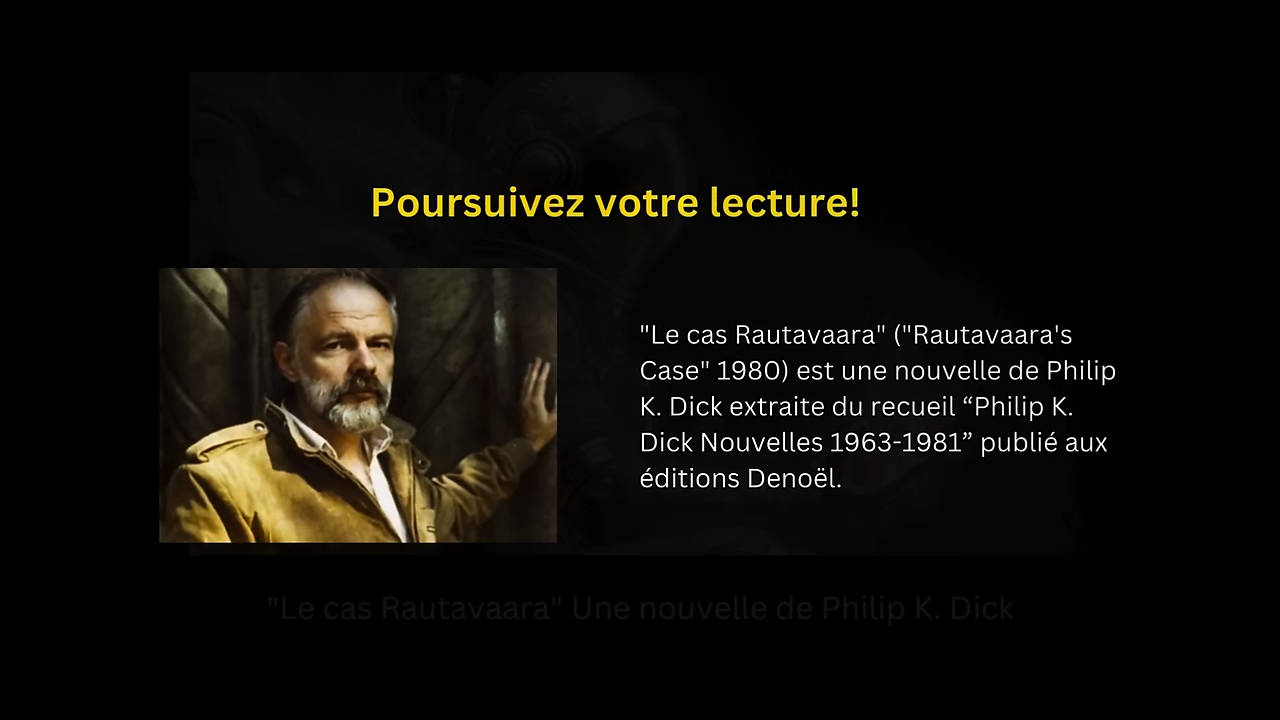 Poursuivez votre lecture!
"Le cas Rautavaara" ("Rautavaara's
Case" 1980) est une nouvelle de Philip
K. Dick extraite du recueil “Philip K.
Dick Nouvelles 1963-1981” publié aux
éditions Denoël.
"Le cas Rautavaara" Une nouvelle de Philip K. Dick